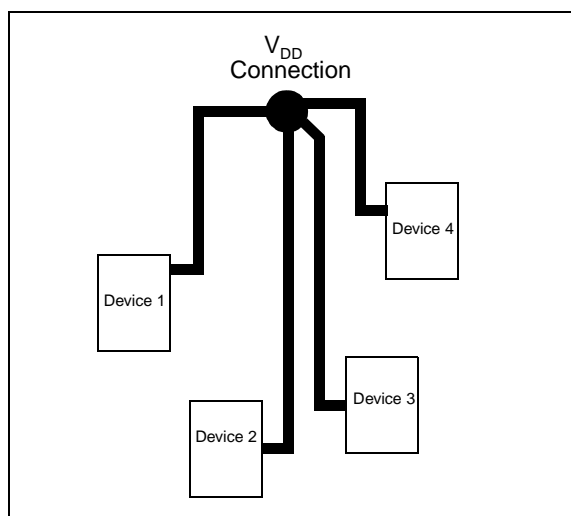 V_DD
Connection
Device 4
Device 1
Device 3
Device 2